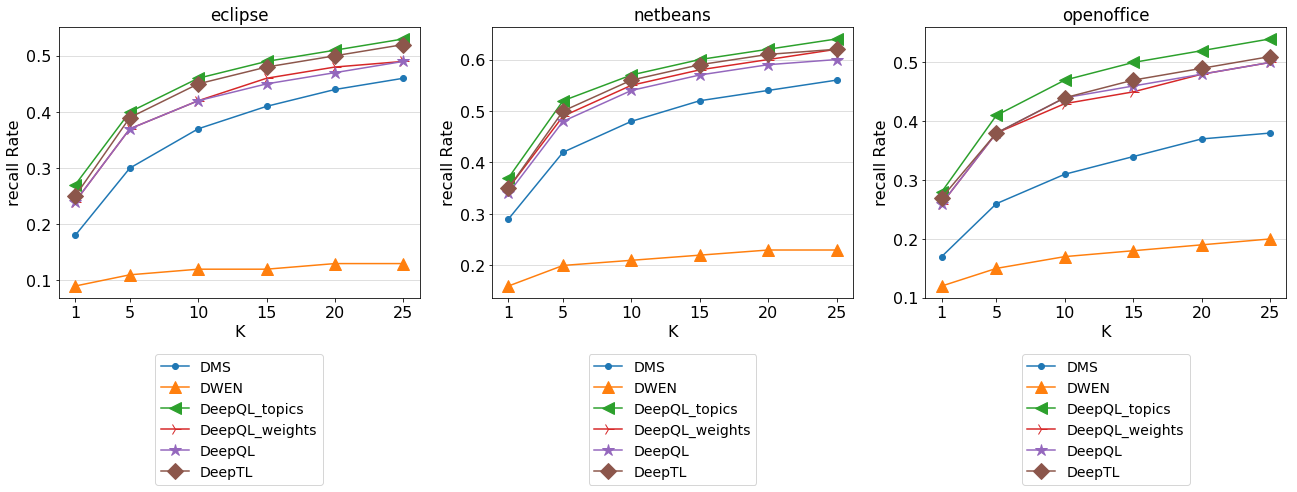 eclipse
recall Rate
0.5
0.4
0.3
0.2
0.1
1 5 10 15 20 25
K
DMS
DWEN
DeepQL_topics
DeepQL_weights
DeepQL
DeepTL
netbeans
recall Rate
0.6
0.5
0.4
0.3
0.2
1 5 10 15 20 25
K
DMS
DWEN
DeepQL_topics
DeepQL_weights
DeepQL
DeepTL
openoffice
recall Rate
0.5
0.4
0.3
0.2
0.1
1 5 10 15 20 25
K
DMS
DWEN
DeepQL_topics
DeepQL_weights
DeepQL
DeepTL